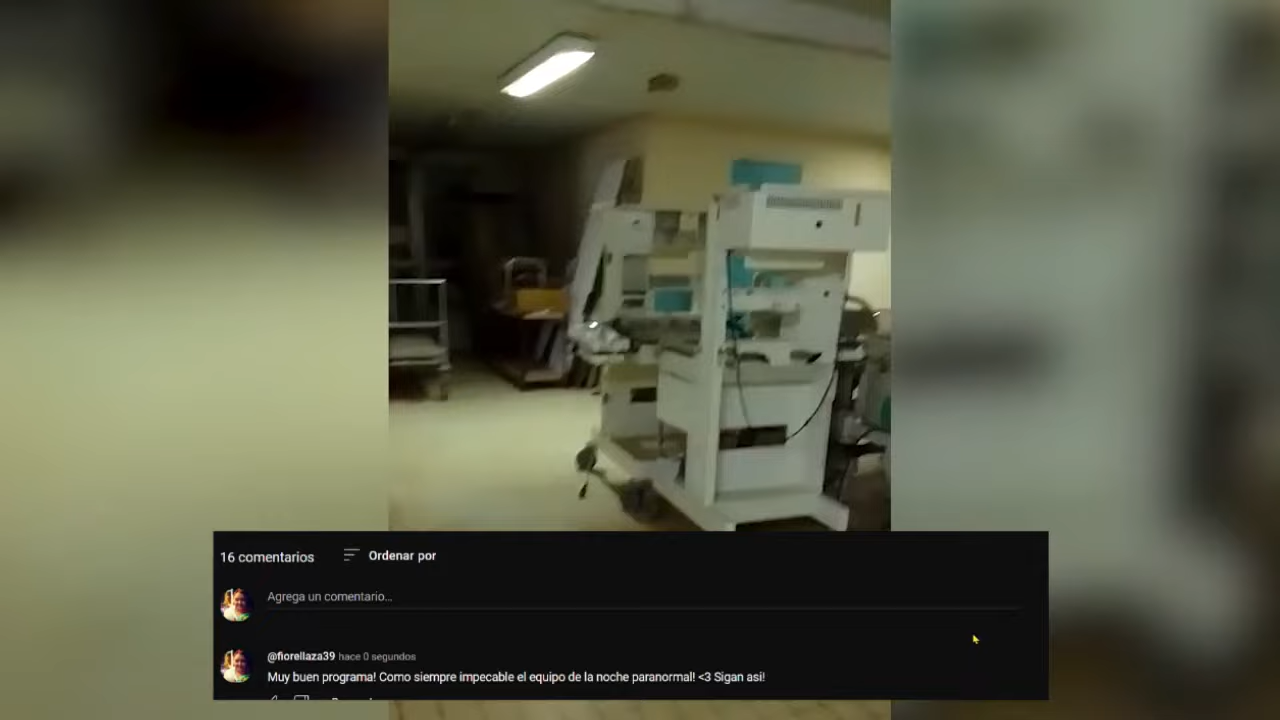 16 comentarios
Ordenar por
Agrega un comentario...
@fiorellaza39 hace 0 segundos
Muy buen programa! Como siempre impecable el equipo de la noche paranormal! <3 Sigan asi!